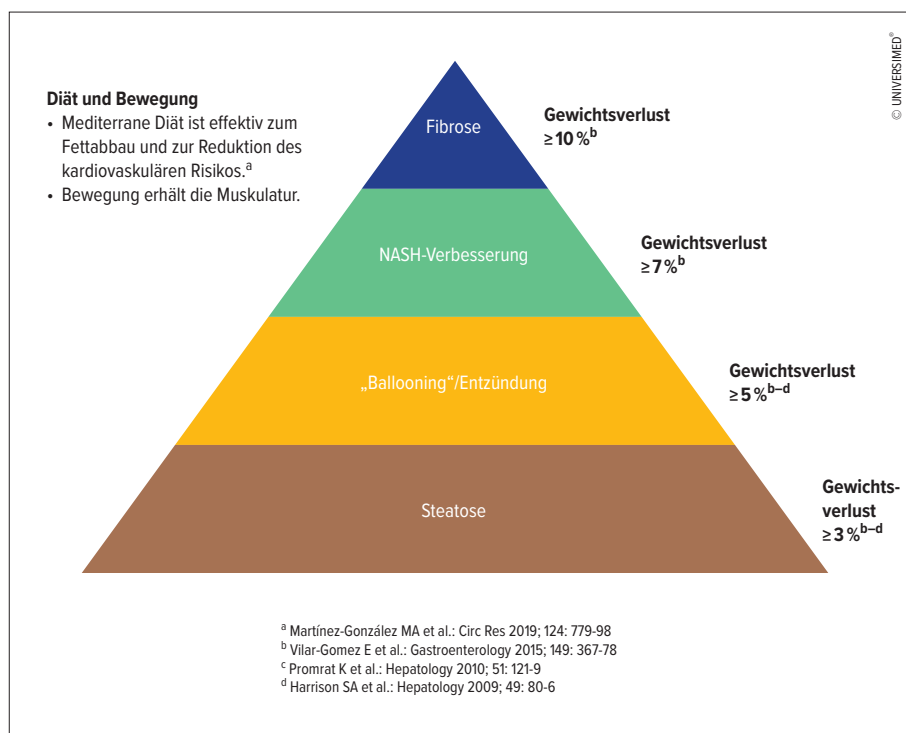 © UNIVERSIMED®
Diät und Bewegung
• Mediterrane Diät ist effektiv zum
Fettabbau und zur Reduktion des
kardiovaskulären Risikos.a
• Bewegung erhält die Muskulatur.
Fibrose
Gewichtsverlust
≥10%b
NASH-Verbesserung
Gewichtsverlust
≥7%b
„Ballooning“/Entzündung
Gewichtsverlust
≥5%b–d
Steatose
Gewichts-
verlust
≥3%b–d
a Martínez-González MA et al.: Circ Res 2019; 124: 779-98
b Vilar-Gomez E et al.: Gastroenterology 2015; 149: 367-78
c Promrat K et al.: Hepatology 2010; 51: 121-9
d Harrison SA et al.: Hepatology 2009; 49: 80-6